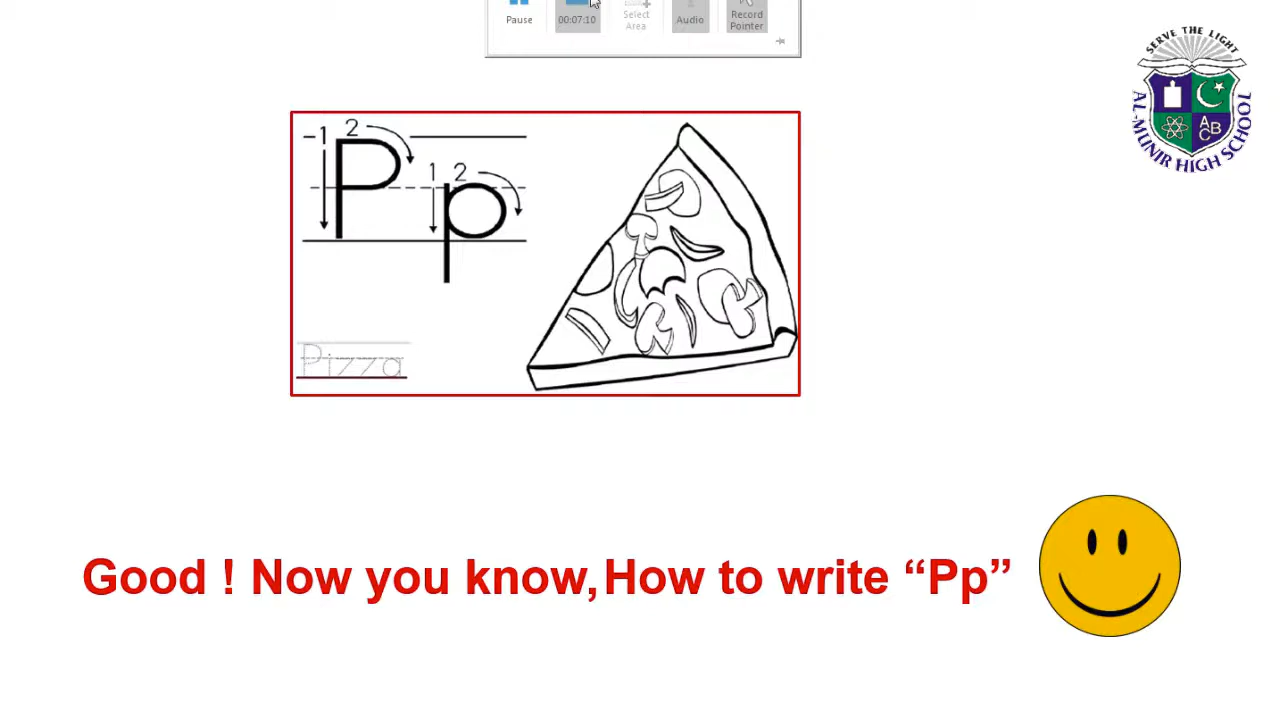 Pause
00:07:10
Select
Area
Audio
Record
Pointer
SERVE THE LIGHT
A
B
C
AL-MUNIR HIGH SCHOOL
1 2
P
1 2
p
Pizza
Good ! Now you know,How to write “Pp”